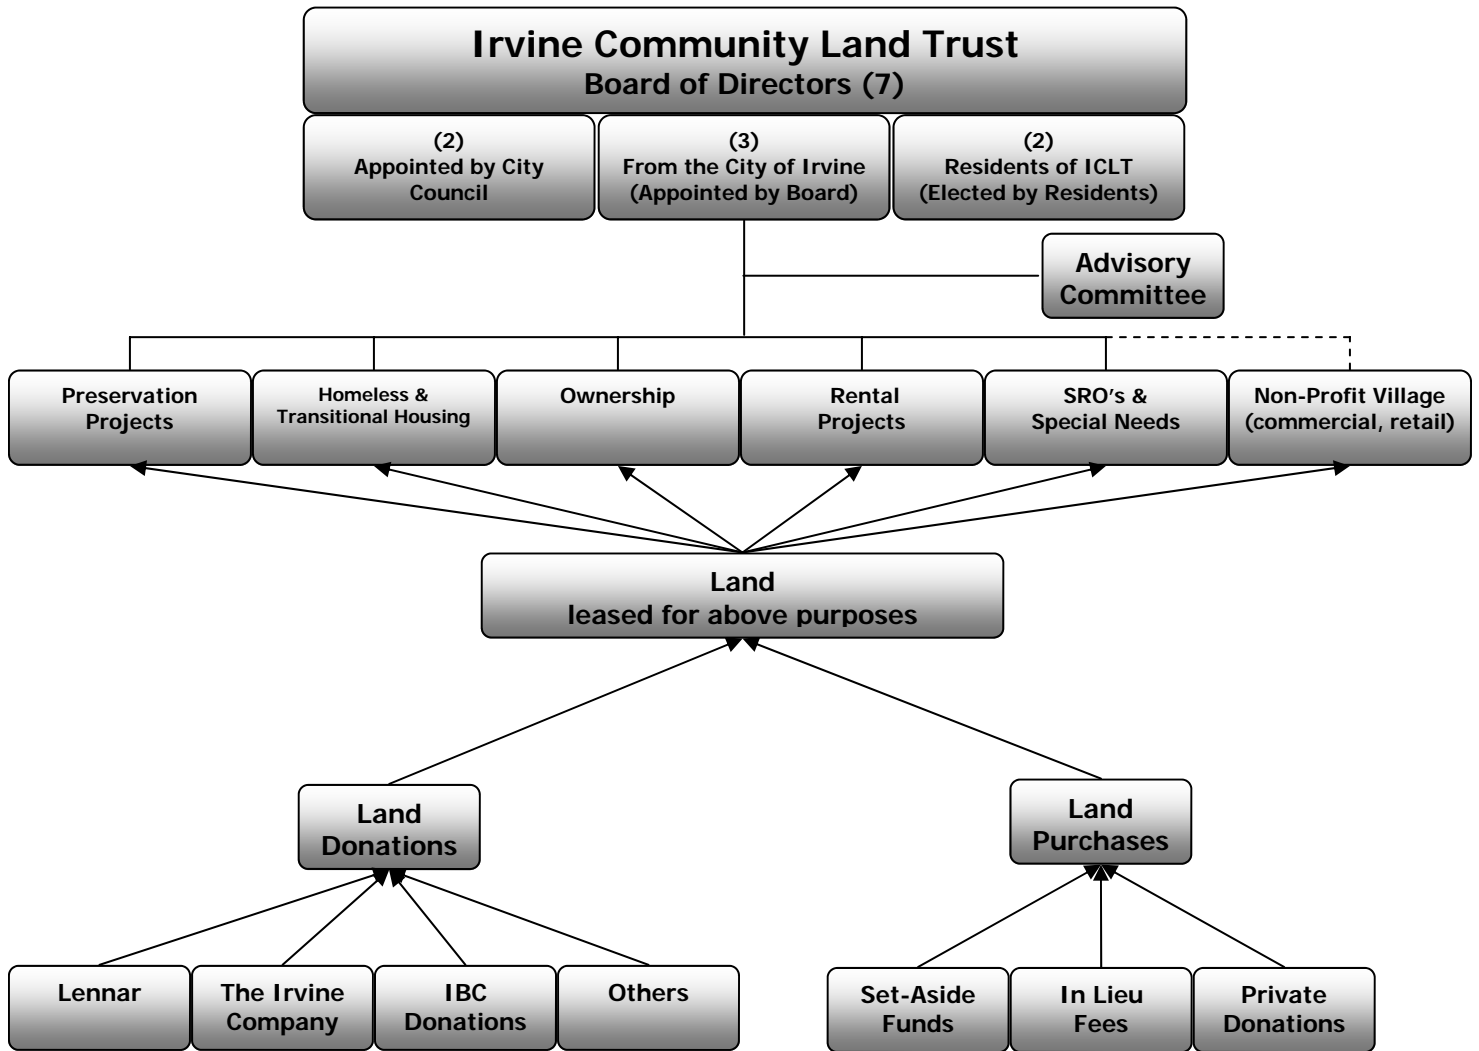 Irvine Community Land Trust
Board of Directors (7)
(2)
Appointed by City
Council
(3)
From the City of Irvine
(Appointed by Board)
(2)
Residents of ICLT
(Elected by Residents)
Advisory
Committee
Preservation
Projects
Homeless &
Transitional Housing
Ownership
Rental
Projects
SRO's &
Special Needs
Non-Profit Village
(commercial, retail)
Land
leased for above purposes
Land
Donations
Land
Purchases
Lennar
The Irvine
Company
IBC
Donations
Others
Set-Aside
Funds
In Lieu
Fees
Private
Donations